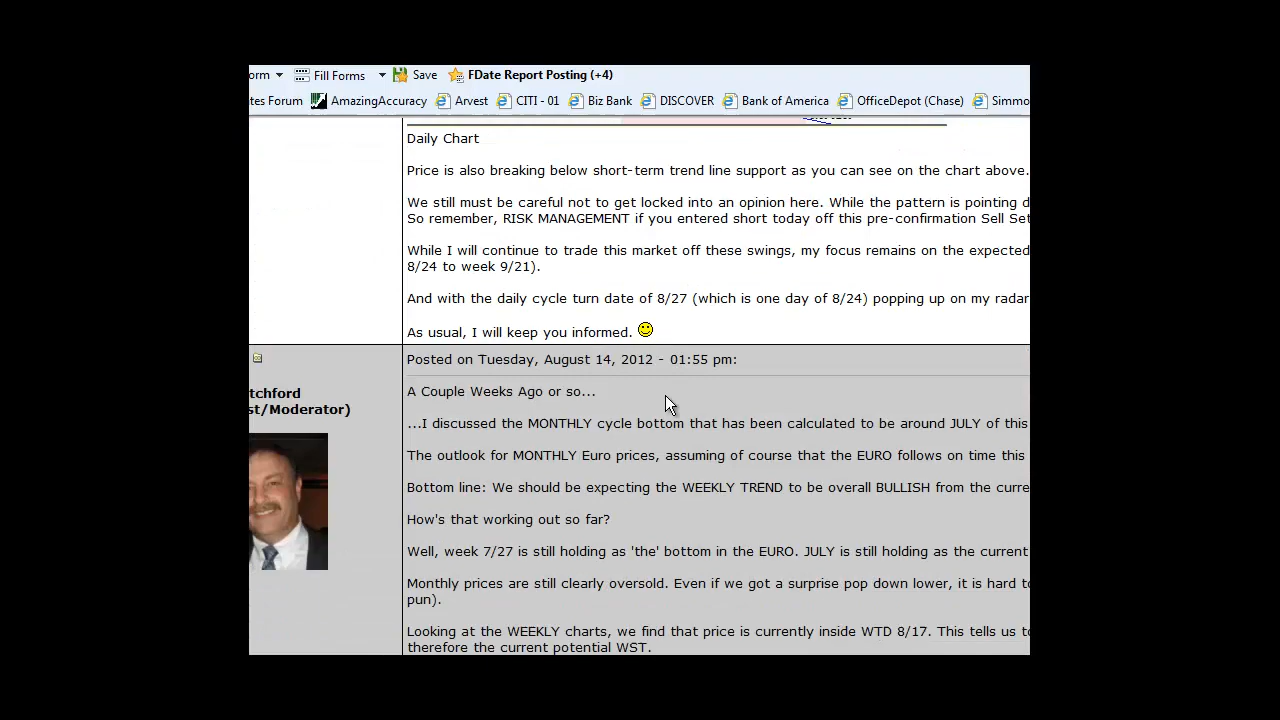 orm Fill Forms Save FDate Report Posting (+4)
tes Forum AmazingAccuracy Arvest CITI - 01 Biz Bank DISCOVER Bank of America OfficeDepot (Chase) Simmo
Daily Chart
Price is also breaking below short-term trend line support as you can see on the chart above.
We still must be careful not to get locked into an opinion here. While the pattern is pointing d
So remember, RISK MANAGEMENT if you entered short today off this pre-confirmation Sell Set
While I will continue to trade this market off these swings, my focus remains on the expected
8/24 to week 9/21).
And with the daily cycle turn date of 8/27 (which is one day of 8/24) popping up on my radar
As usual, I will keep you informed.
Posted on Tuesday, August 14, 2012 - 01:55 pm:
tchford
st/Moderator)
A Couple Weeks Ago or so...
...I discussed the MONTHLY cycle bottom that has been calculated to be around JULY of this
The outlook for MONTHLY Euro prices, assuming of course that the EURO follows on time this
Bottom line: We should be expecting the WEEKLY TREND to be overall BULLISH from the curre
How's that working out so far?
Well, week 7/27 is still holding as 'the' bottom in the EURO. JULY is still holding as the current
Monthly prices are still clearly oversold. Even if we got a surprise pop down lower, it is hard to
pun).
Looking at the WEEKLY charts, we find that price is currently inside WTD 8/17. This tells us to
therefore the current potential WST.